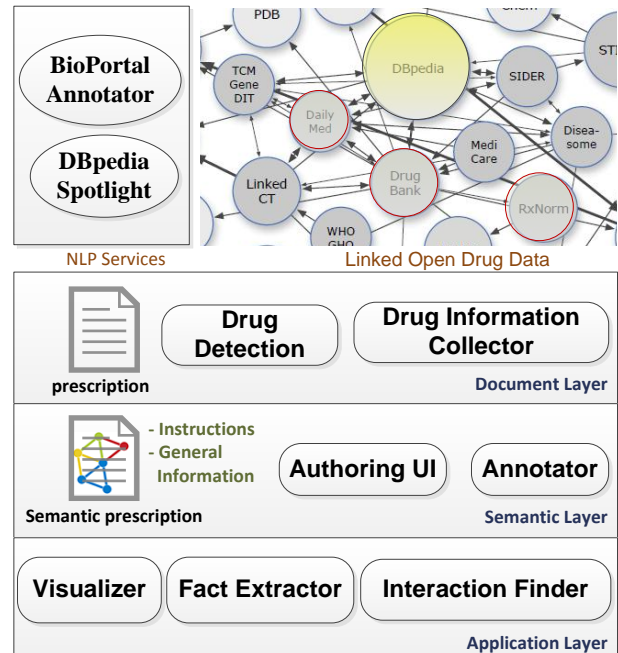 BioPortal
Annotator
DBpedia
Spotlight
NLP Services
PDB
TCM
Gene
DIT
Daily
Med
Linked
CT
WHO
DBpedia
Drug
Bank
SIDER
Medi
Care
Disea-
some
RxNorm
Linked Open Drug Data
prescription
Drug
Detection
Drug Information
Collector
Document Layer
- Instructions
- General
Information
Semantic prescription
Authoring UI
Annotator
Semantic Layer
Visualizer
Fact Extractor
Interaction Finder
Application Layer